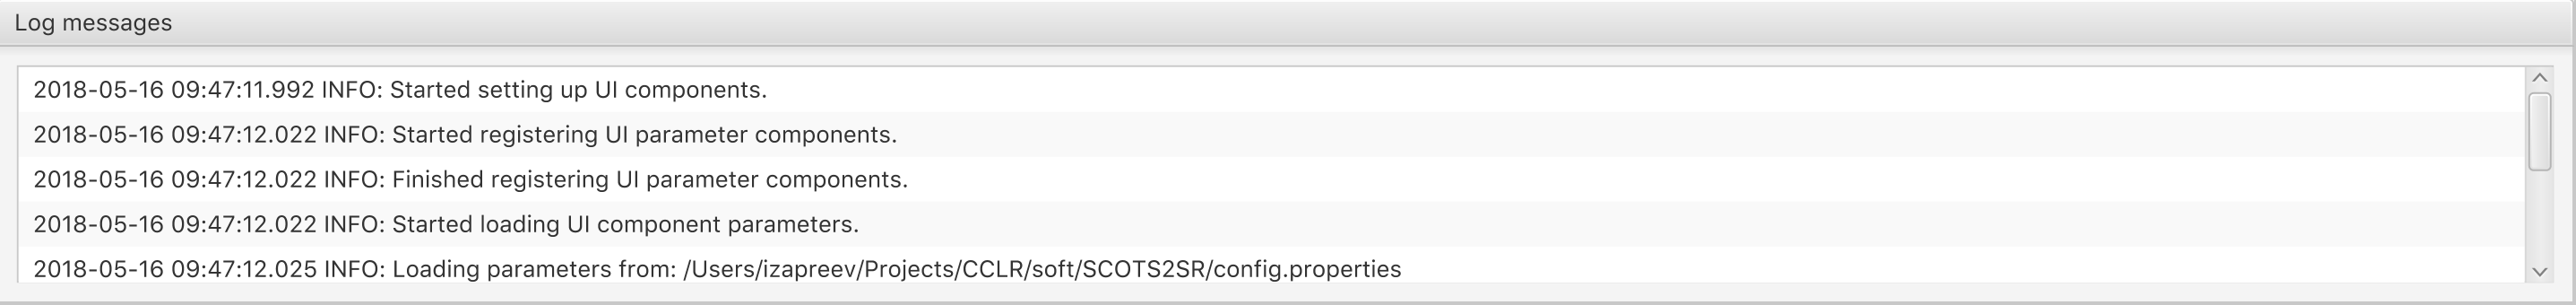 Log messages
2018-05-16 09:47:11.992 INFO: Started setting up UI components.
2018-05-16 09:47:12.022 INFO: Started registering UI parameter components.
2018-05-16 09:47:12.022 INFO: Finished registering UI parameter components.
2018-05-16 09:47:12.022 INFO: Started loading UI component parameters.
2018-05-16 09:47:12.025 INFO: Loading parameters from: /Users/izapreev/Projects/CCLR/soft/SCOTS2SR/config.properties